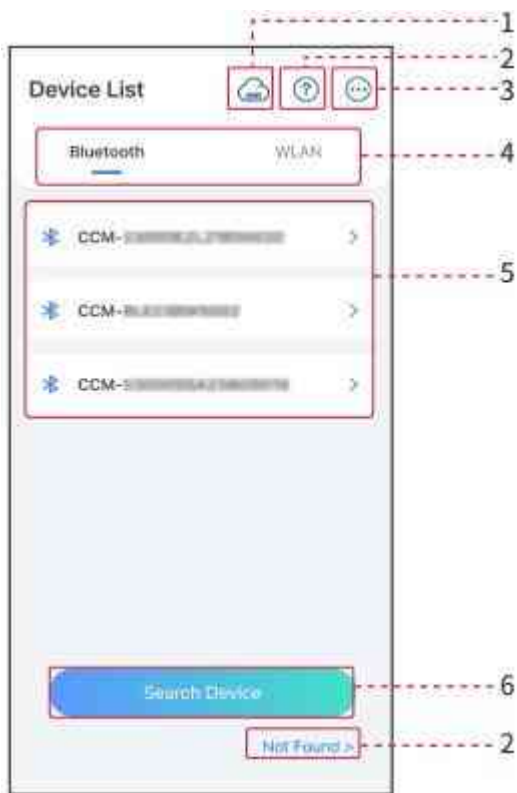 1
2
Device List
3
Bluetooth WLAN
4
CCM-
5
CCM-
CCM-
Search Device
6
Not Found >
2